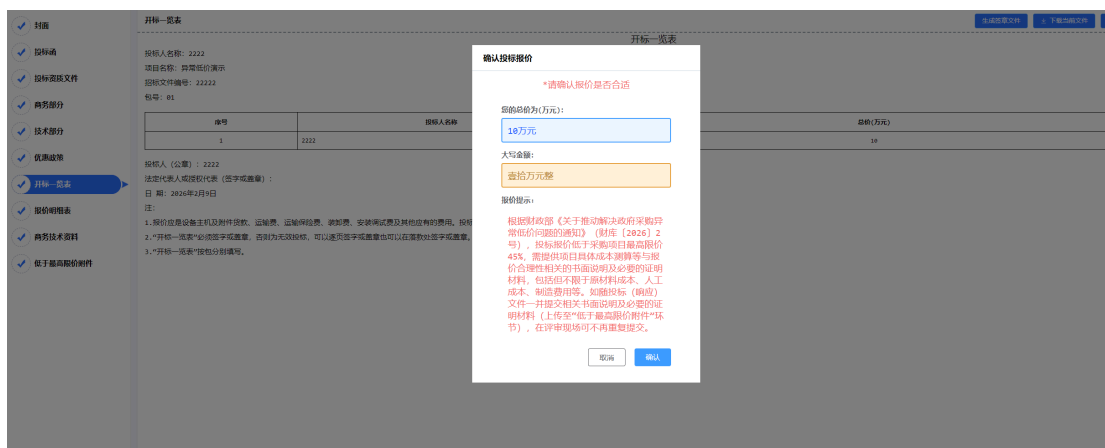 封面
投标函
投标资质文件
商务部分
技术部分
优惠政策
开标一览表
报价明细表
商务技术资料
低于最高限价附件
开标一览表
生成签章文件
下载当前文件
开标一览表
投标人名称: 2222
项目名称: 异常低价演示
招标文件编号: 22222
包号: 01
序号 投标人名称 总价(万元)
1 2222 10
投标人 (公章) : 2222
法定代表人或授权代表 (签字或盖章) :
日 期: 2026年2月9日
注:
1.报价应是设备主机及附件货款、运输费、运输保险费、装卸费、安装调试费及其他应有的费用。投标
2.“开标一览表”必须签字或盖章, 否则为无效投标, 可以逐页签字或盖章也可以在落款处签字或盖章。
3.“开标一览表”按包分别填写。
确认投标报价
*请确认报价是否合适
您的总价为(万元):
10万元
大写金额:
壹拾万元整
报价提示:
根据财政部《关于推动解决政府采购异
常低价问题的通知》 (财库〔2026〕2
号) , 投标报价低于采购项目最高限价
45%, 需提供项目具体成本测算等与报
价合理性相关的书面说明及必要的证明
材料, 包括但不限于原材料成本、人工
成本、制造费用等。如随投标 (响应)
文件一并提交相关书面说明及必要的证
明材料 (上传至“低于最高限价附件”环
节) , 在评审现场可不再重复提交。
取消
确认